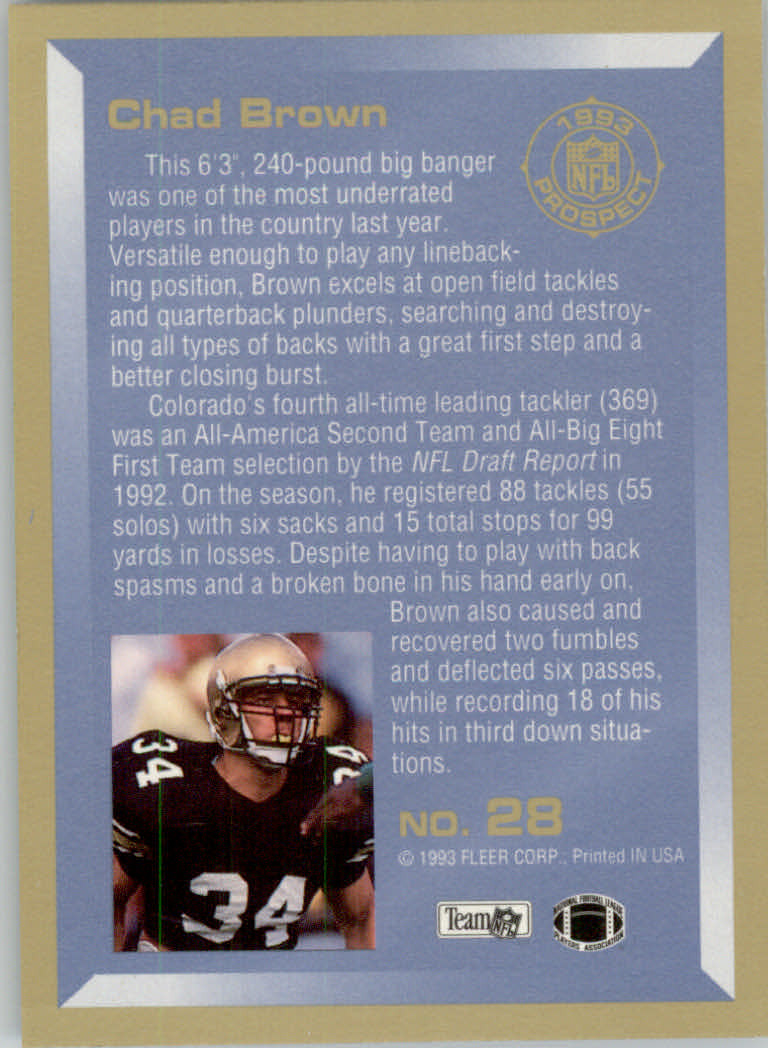 Chad Brown
1993
NFL
PROSPECT
This 6'3", 240-pound big banger
was one of the most underrated
players in the country last year.
Versatile enough to play any lineback-
ing position, Brown excels at open field tackles
and quarterback plunders, searching and destroy-
ing all types of backs with a great first step and a
better closing burst.
Colorado's fourth all-time leading tackler (369)
was an All-America Second Team and All-Big Eight
First Team selection by the NFL Draft Report in
1992. On the season, he registered 88 tackles (55
solos) with six sacks and 15 total stops for 99
yards in losses. Despite having to play with back
spasms and a broken bone in his hand early on,
Brown also caused and
recovered two fumbles
and deflected six passes,
while recording 18 of his
hits in third down situa-
tions.
34
34
34
NO. 28
© 1993 FLEER CORP., Printed IN USA
Team NFL
NATIONAL FOOTBALL LEAGUE
PLAYERS ASSOCIATION